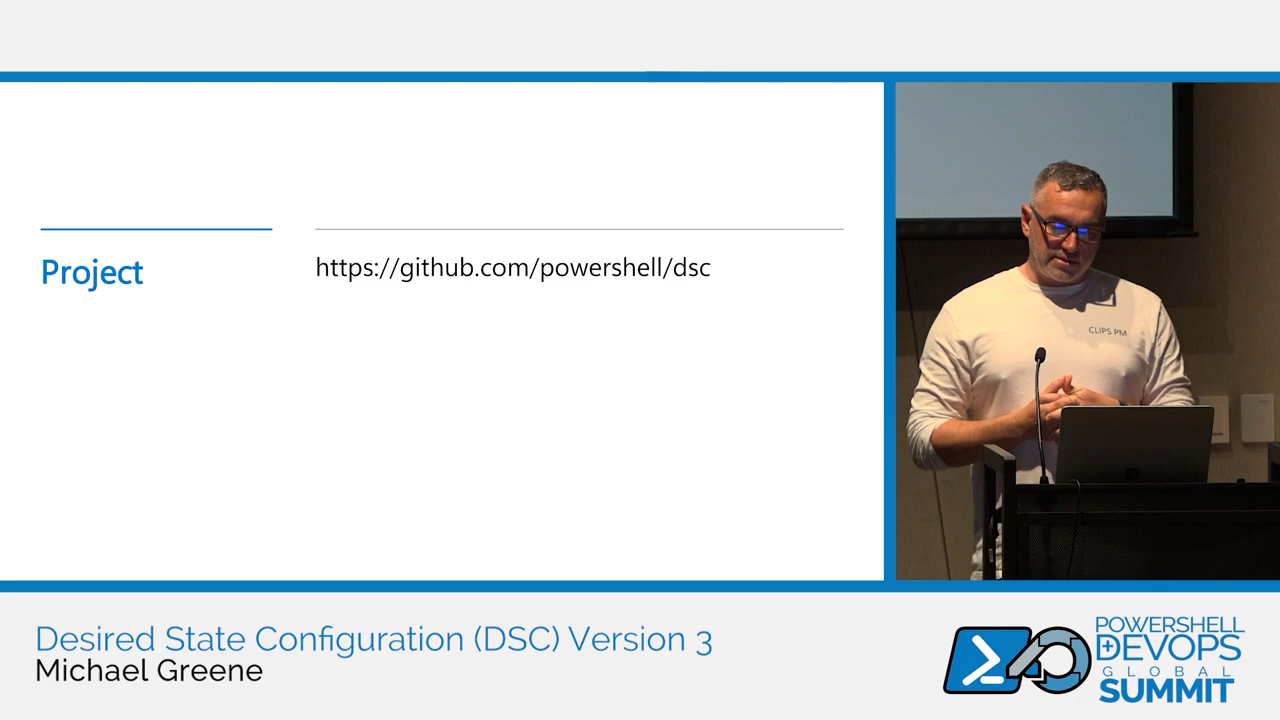 Project
https://github.com/powershell/dsc
CLIPS PM
Desired State Configuration (DSC) Version 3
Michael Greene
POWERSHELL
DEVOPS
GLOBAL
SUMMIT